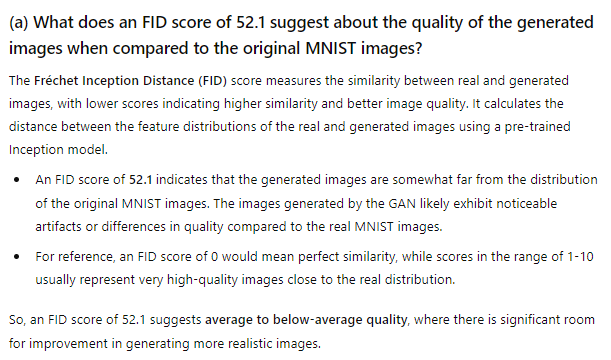 (a) What does an FID score of 52.1 suggest about the quality of the generated
images when compared to the original MNIST images?
The Fréchet Inception Distance (FID) score measures the similarity between real and generated
images, with lower scores indicating higher similarity and better image quality. It calculates the
distance between the feature distributions of the real and generated images using a pre-trained
Inception model.
• An FID score of 52.1 indicates that the generated images are somewhat far from the distribution
of the original MNIST images. The images generated by the GAN likely exhibit noticeable
artifacts or differences in quality compared to the real MNIST images.
• For reference, an FID score of 0 would mean perfect similarity, while scores in the range of 1-10
usually represent very high-quality images close to the real distribution.
So, an FID score of 52.1 suggests average to below-average quality, where there is significant room
for improvement in generating more realistic images.